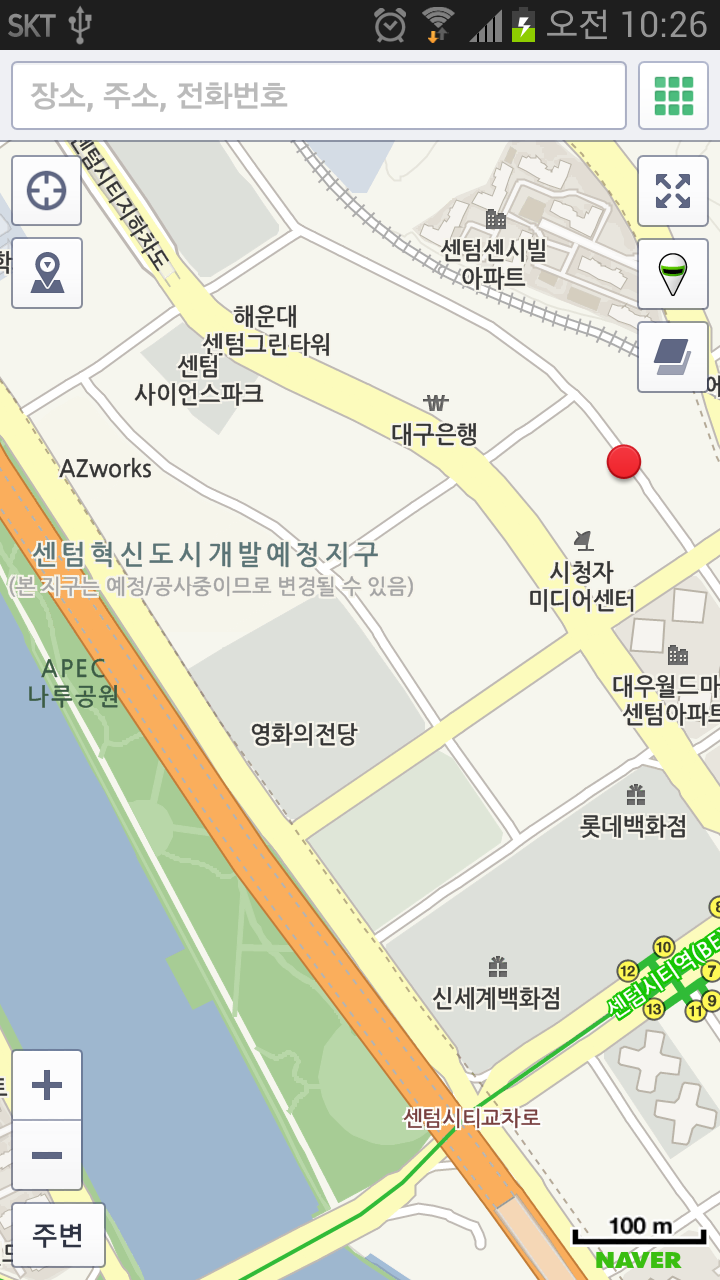 SKT 오전 10:26
장소, 주소, 전화번호
센텀시티지하차도
센텀센시빌
아파트
해운대
센텀그린타워
센텀
사이언스파크
대구은행
AZworks
센텀혁신도시개발예정지구
(본 지구는 예정/공사중이므로 변경될 수 있음)
시청자
미디어센터
APEC
나루공원
대우월드마
센텀아파트
영화의전당
롯데백화점
8
10
12
7
센텀시티역(BE
9
13
11
신세계백화점
센텀시티교차로
주변
100 m
NAVER